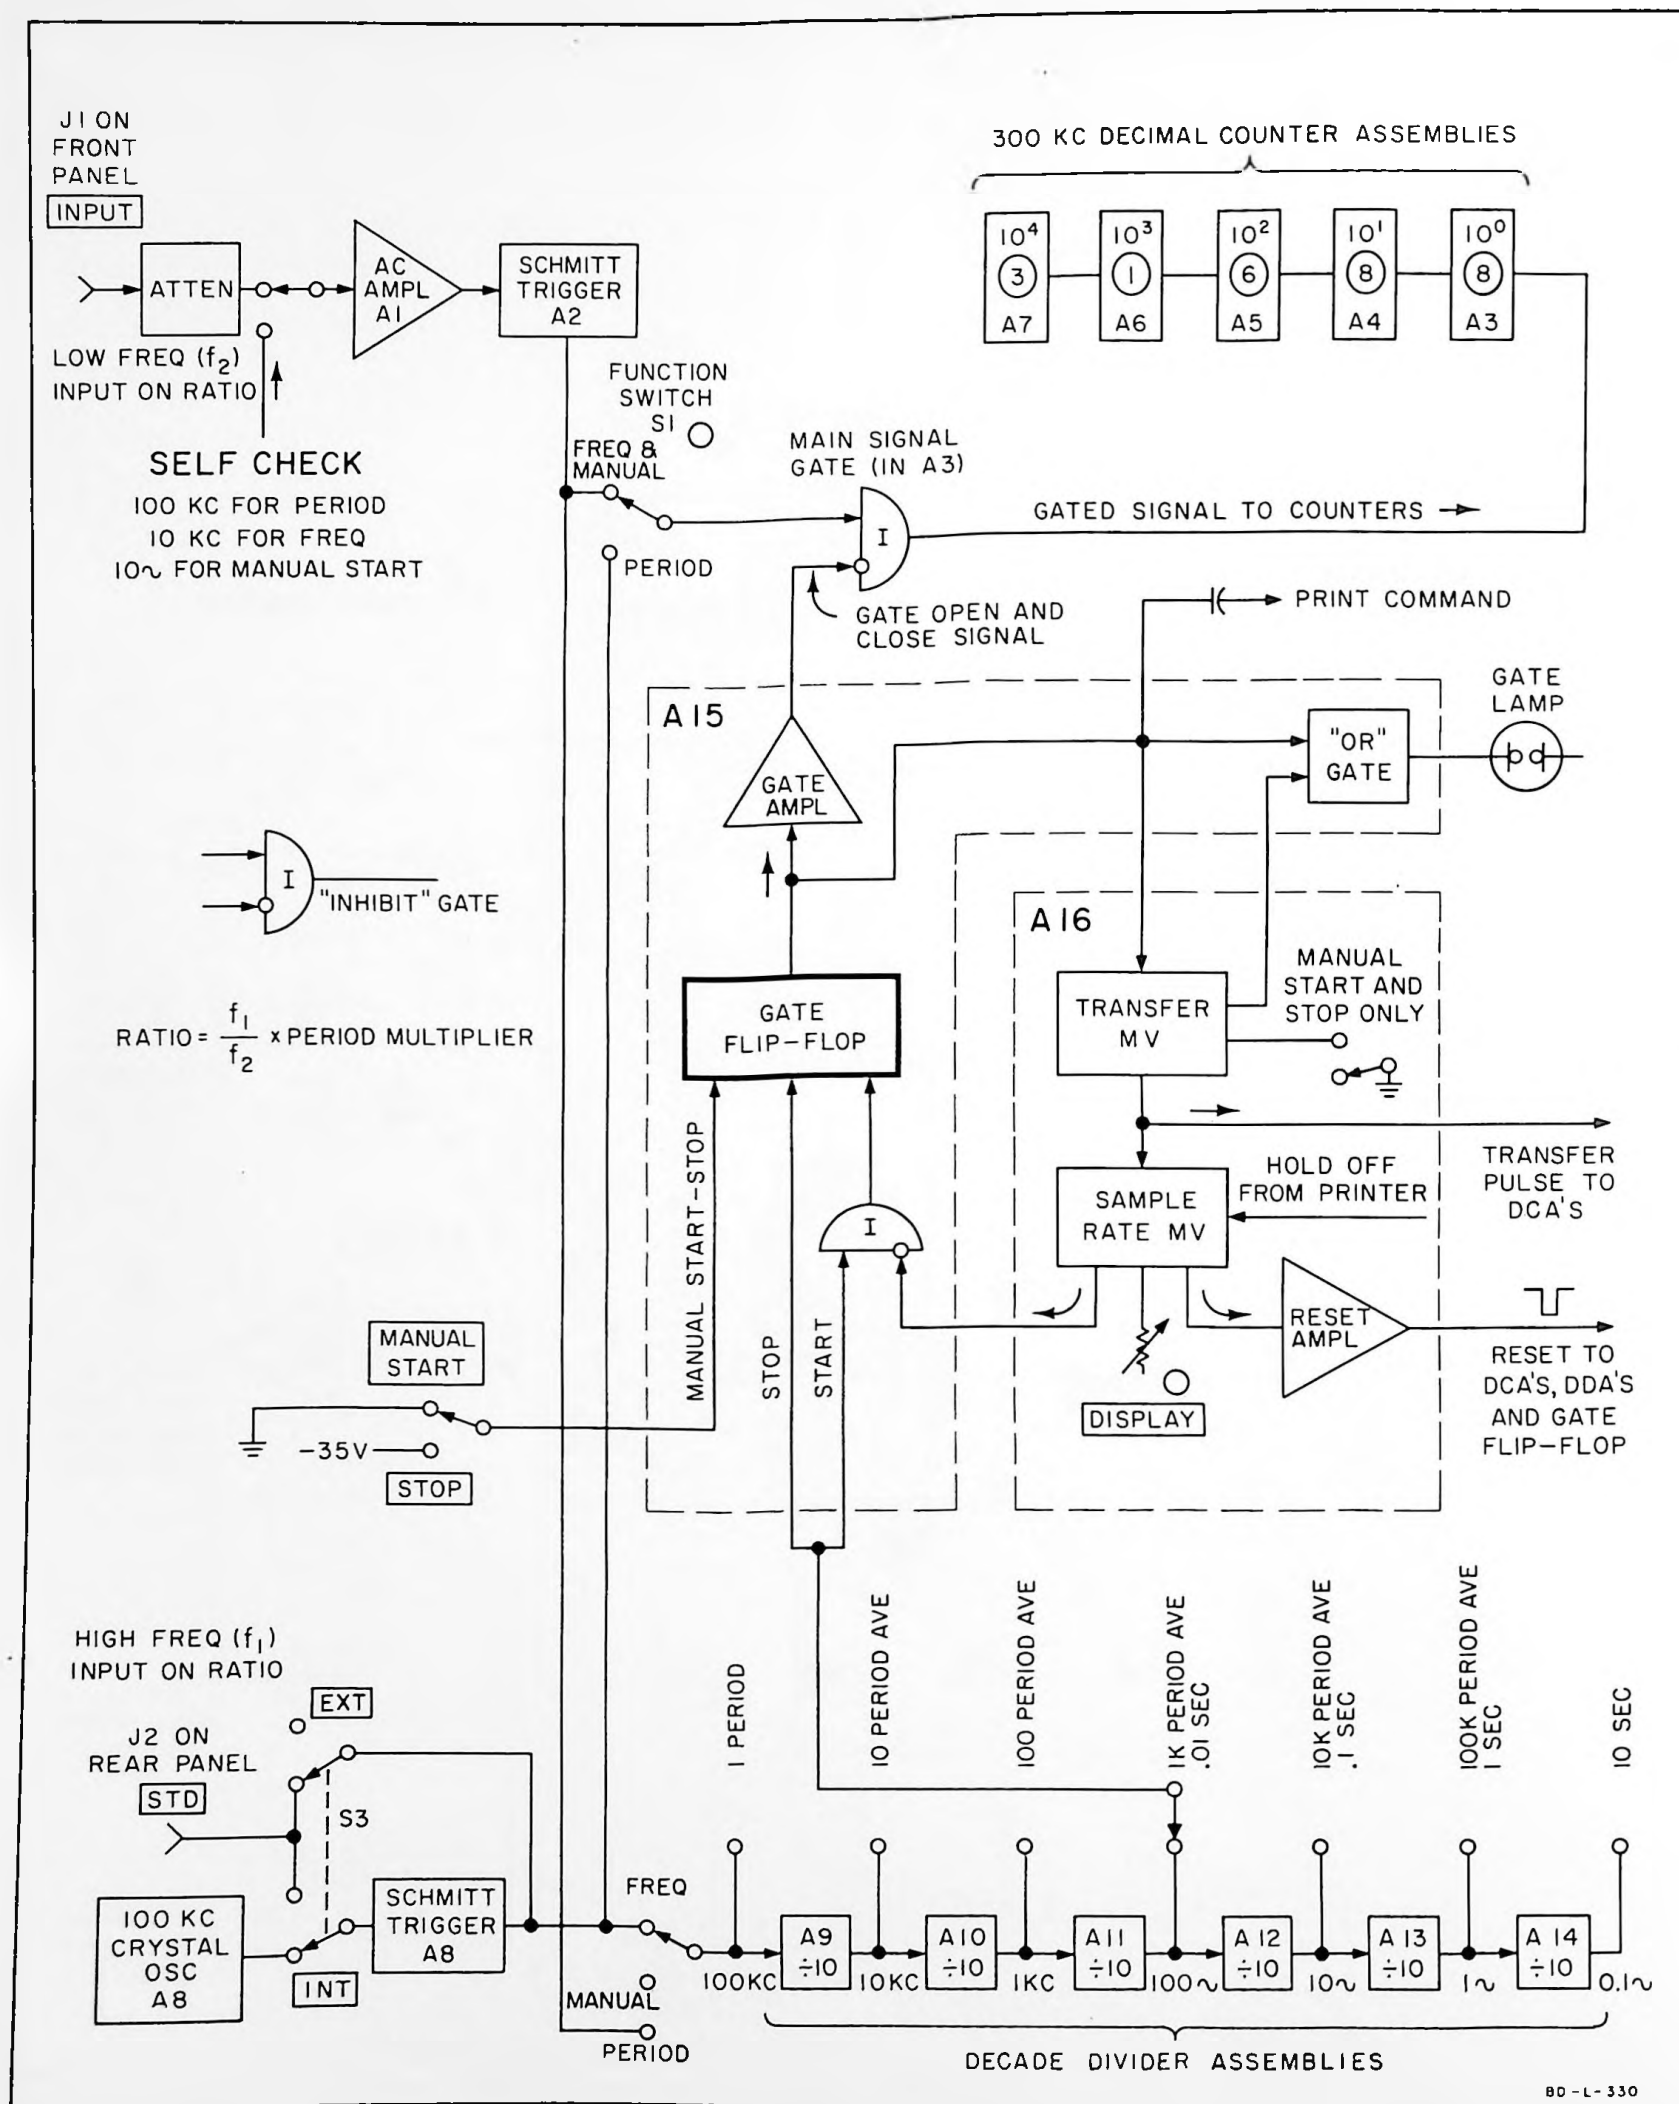 J1 ON
FRONT
PANEL
INPUT
ATTEN
AC
AMPL
A1
SCHMITT
TRIGGER
A2
LOW FREQ (f2)
INPUT ON RATIO
SELF CHECK
100 KC FOR PERIOD
10 KC FOR FREQ
10~ FOR MANUAL START
300 KC DECIMAL COUNTER ASSEMBLIES
10⁴
3
A7
10³
1
A6
10²
6
A5
10¹
8
A4
10⁰
8
A3
FUNCTION
SWITCH
S1
FREQ &
MANUAL
PERIOD
MAIN SIGNAL
GATE (IN A3)
I
GATED SIGNAL TO COUNTERS
GATE OPEN AND
CLOSE SIGNAL
PRINT COMMAND
A15
GATE
AMPL
"OR"
GATE
GATE
LAMP
I
"INHIBIT" GATE
RATIO = f1/f2 x PERIOD MULTIPLIER
GATE
FLIP-FLOP
A16
TRANSFER
MV
MANUAL
START AND
STOP ONLY
TRANSFER
PULSE TO
DCA'S
SAMPLE
RATE MV
HOLD OFF
FROM PRINTER
I
MANUAL START-STOP
STOP
START
RESET
AMPL
DISPLAY
RESET TO
DCA'S, DDA'S
AND GATE
FLIP-FLOP
MANUAL
START
-35V
STOP
HIGH FREQ (f1)
INPUT ON RATIO
EXT
J2 ON
REAR PANEL
STD
S3
100 KC
CRYSTAL
OSC
A8
INT
SCHMITT
TRIGGER
A8
FREQ
MANUAL
PERIOD
1 PERIOD
10 PERIOD AVE
100 PERIOD AVE
1K PERIOD AVE
.01 SEC
10K PERIOD AVE
.1 SEC
100K PERIOD AVE
1 SEC
10 SEC
100KC
A9
÷10
10KC
A10
÷10
1KC
A11
÷10
100~
A12
÷10
10~
A13
÷10
1~
A14
÷10
0.1~
DECADE DIVIDER ASSEMBLIES
BD-L-330